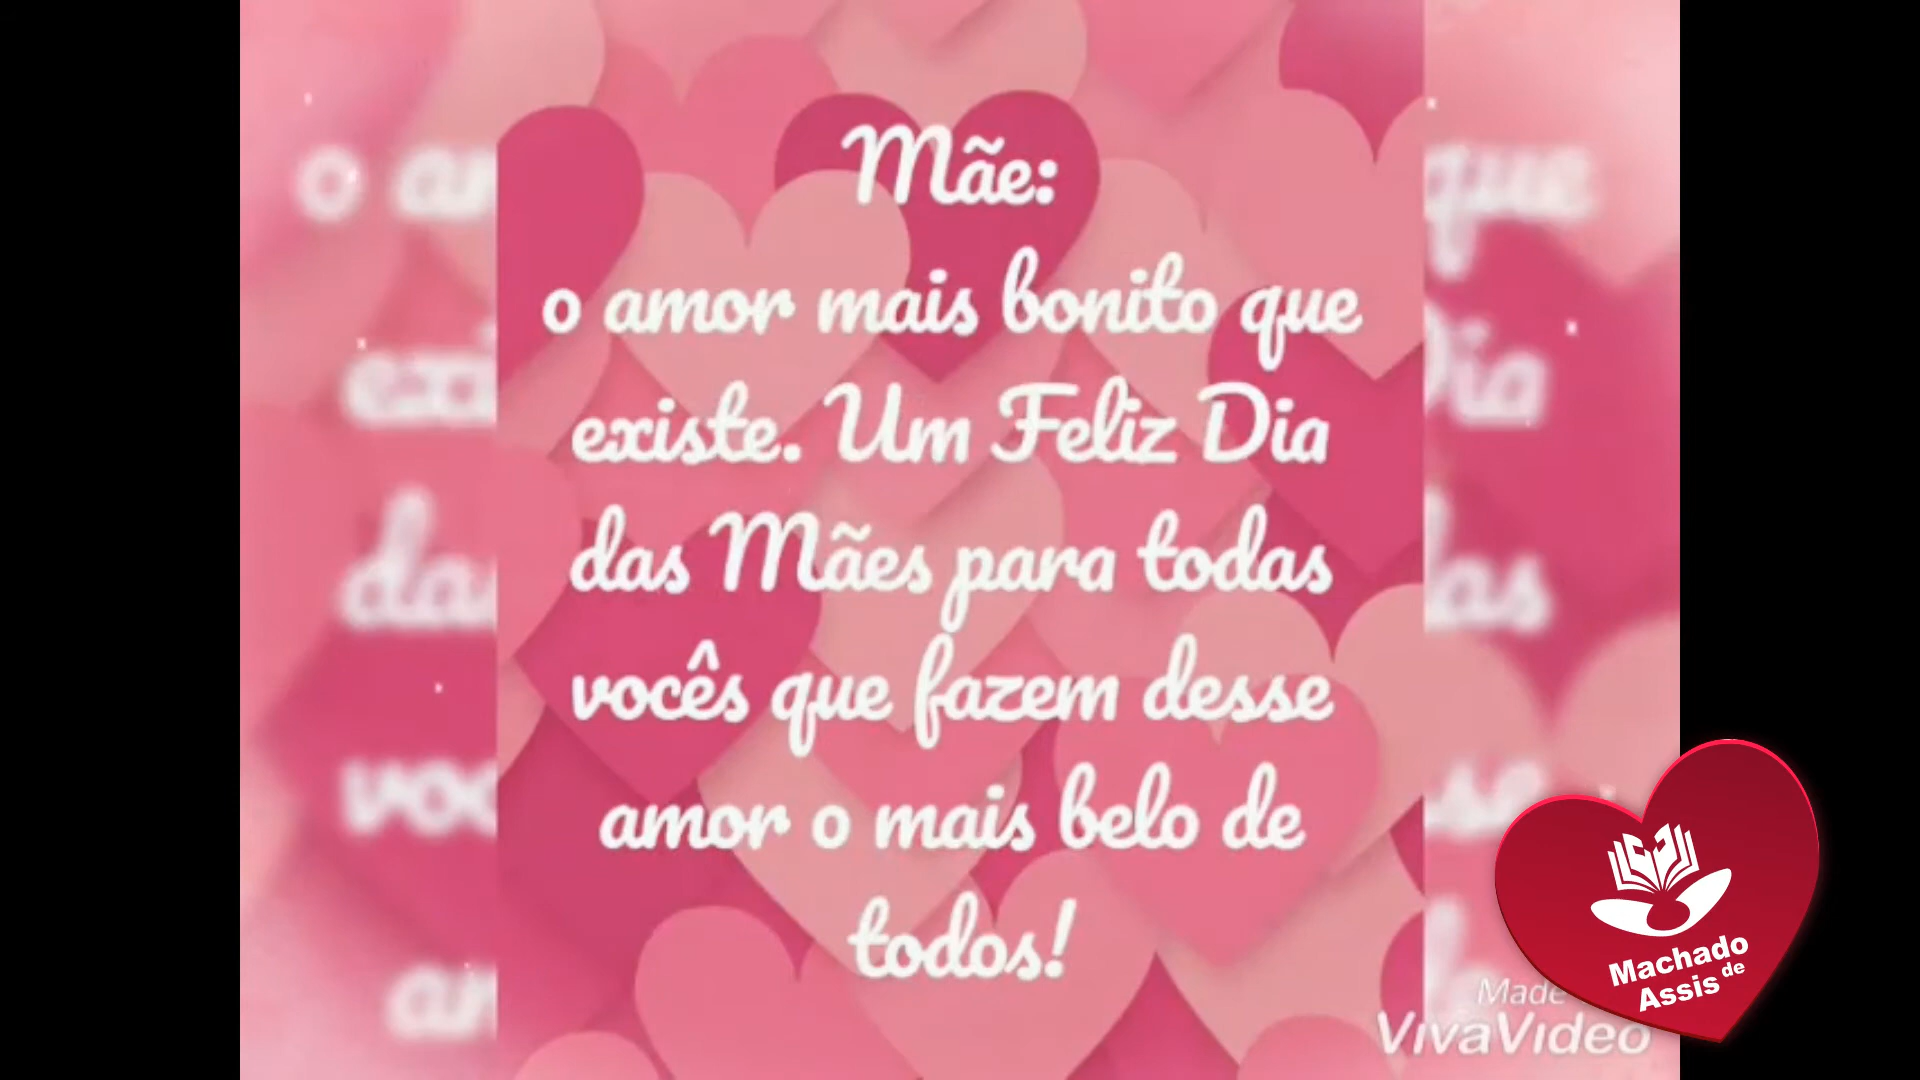 Mãe:
o amor mais bonito que
existe. Um Feliz Dia
das Mães para todas
vocês que fazem desse
amor o mais belo de
todos!
Machado
de
Assis
Made
VivaVideo